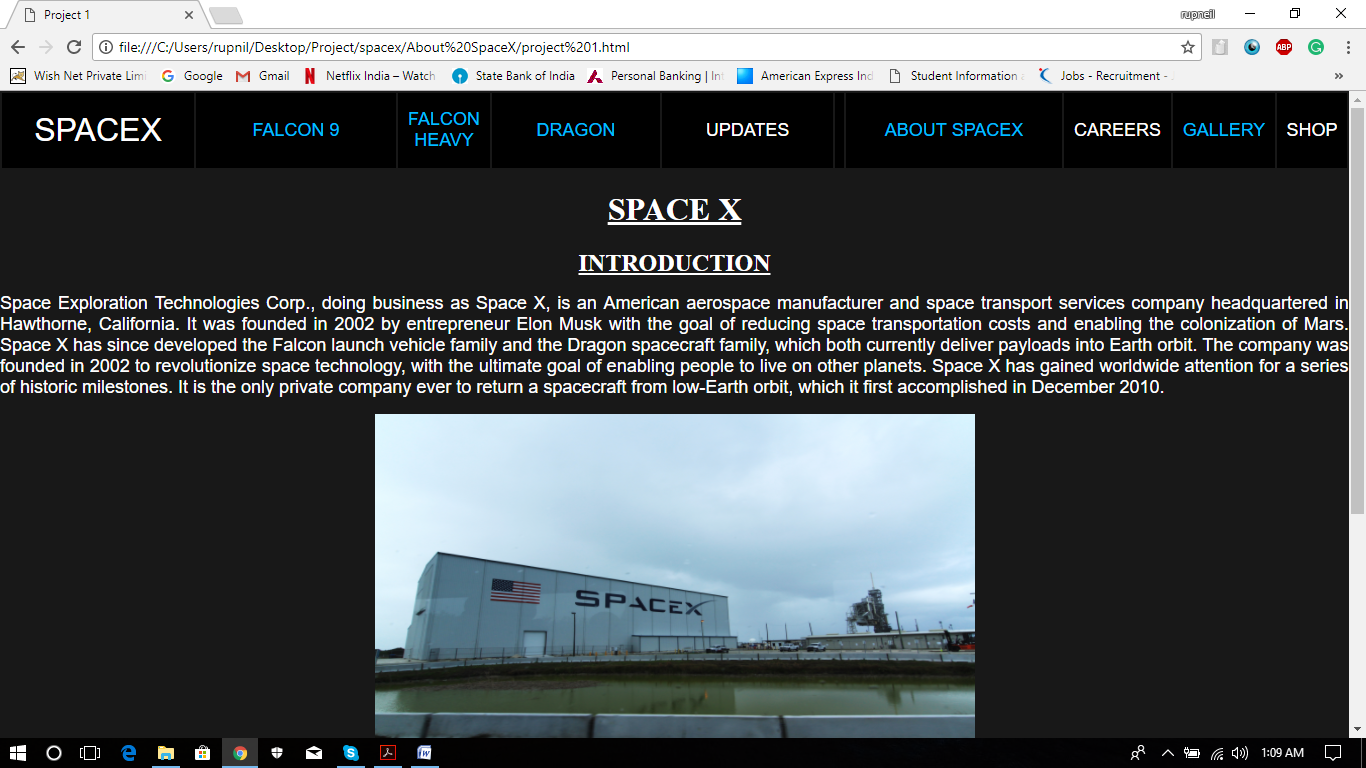 Project 1
rupneil
file:///C:/Users/rupnil/Desktop/Project/spacex/About%20SpaceX/project%201.html
Wish Net Private Limi
Google
Gmail
Netflix India – Watch
State Bank of India
Personal Banking | Int
American Express Ind
Student Information
Jobs - Recruitment -
»
ABP
SPACEX
FALCON 9
FALCON
HEAVY
DRAGON
UPDATES
ABOUT SPACEX
CAREERS
GALLERY
SHOP
SPACE X
INTRODUCTION
Space Exploration Technologies Corp., doing business as Space X, is an American aerospace manufacturer and space transport services company headquartered in
Hawthorne, California. It was founded in 2002 by entrepreneur Elon Musk with the goal of reducing space transportation costs and enabling the colonization of Mars.
Space X has since developed the Falcon launch vehicle family and the Dragon spacecraft family, which both currently deliver payloads into Earth orbit. The company was
founded in 2002 to revolutionize space technology, with the ultimate goal of enabling people to live on other planets. Space X has gained worldwide attention for a series
of historic milestones. It is the only private company ever to return a spacecraft from low-Earth orbit, which it first accomplished in December 2010.
SPACEX
1:09 AM